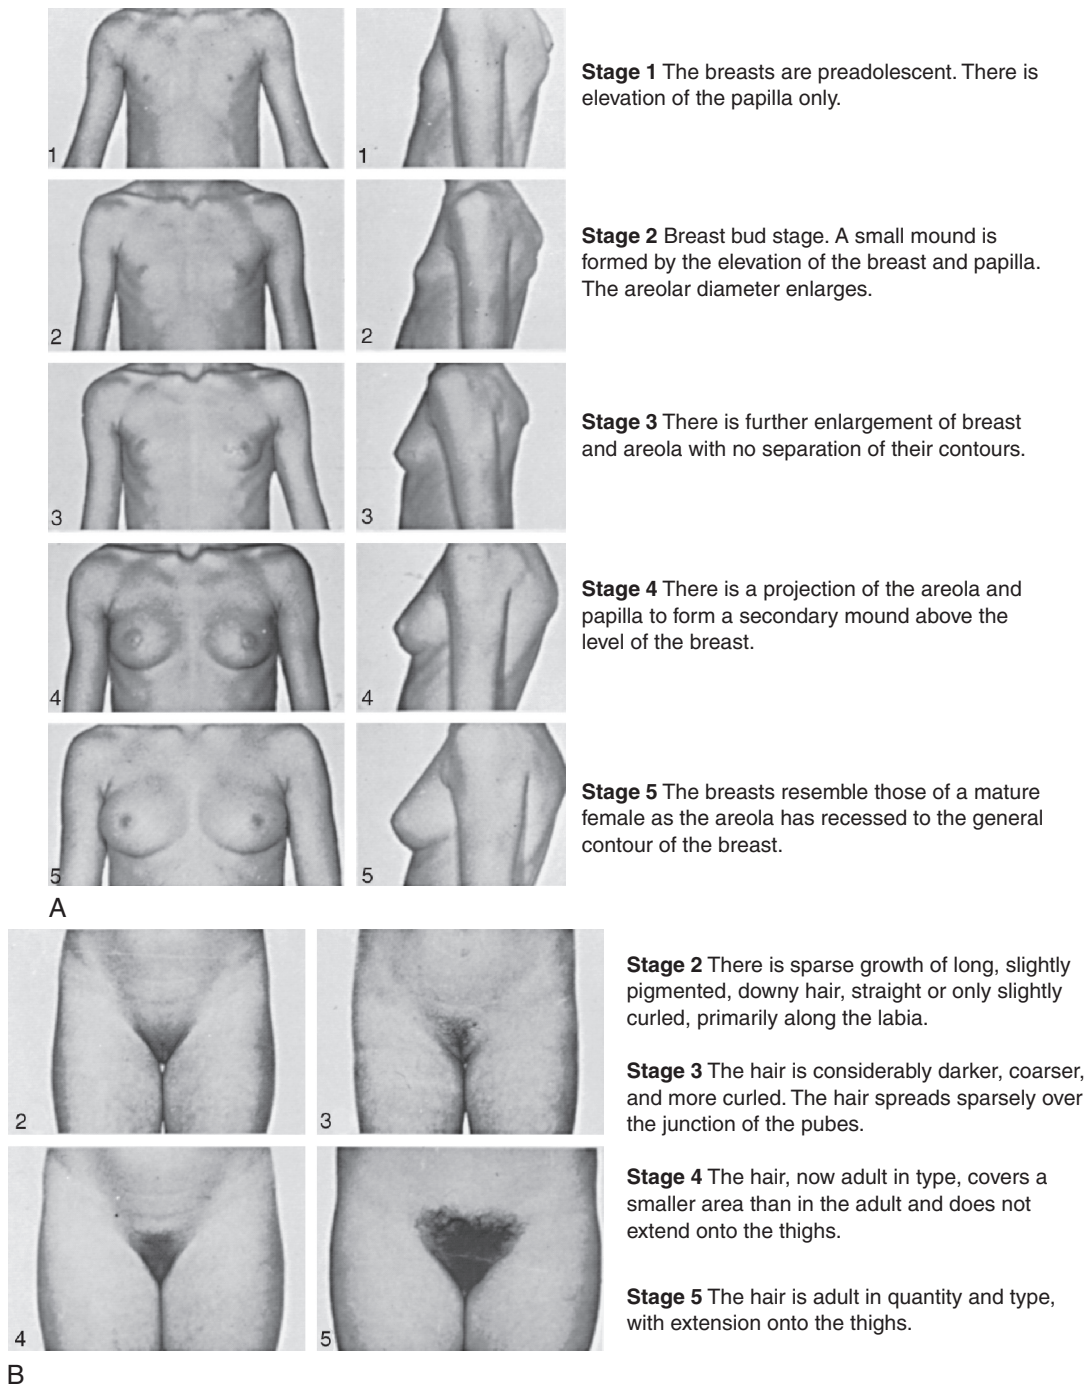 Stage 1 The breasts are preadolescent. There is
elevation of the papilla only.
1
1
Stage 2 Breast bud stage. A small mound is
formed by the elevation of the breast and papilla.
The areolar diameter enlarges.
2
2
Stage 3 There is further enlargement of breast
and areola with no separation of their contours.
3
3
Stage 4 There is a projection of the areola and
papilla to form a secondary mound above the
level of the breast.
4
4
Stage 5 The breasts resemble those of a mature
female as the areola has recessed to the general
contour of the breast.
5
5
A
Stage 2 There is sparse growth of long, slightly
pigmented, downy hair, straight or only slightly
curled, primarily along the labia.
Stage 3 The hair is considerably darker, coarser,
and more curled. The hair spreads sparsely over
the junction of the pubes.
2
3
Stage 4 The hair, now adult in type, covers a
smaller area than in the adult and does not
extend onto the thighs.
Stage 5 The hair is adult in quantity and type,
with extension onto the thighs.
4
5
B